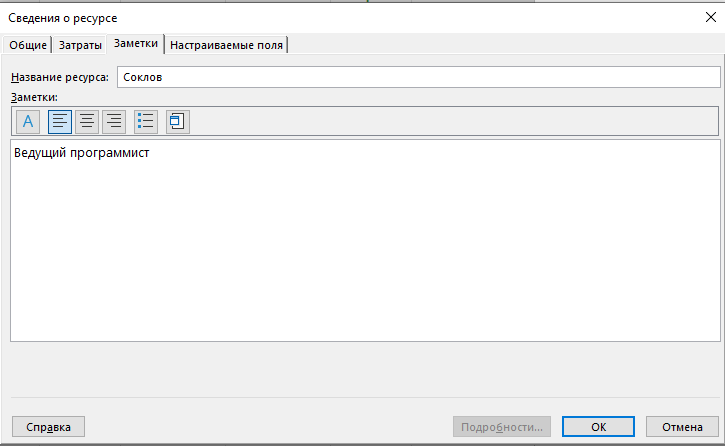 Сведения о ресурсе
Общие Затраты Заметки Настраиваемые поля
Название ресурса: Соклов
Заметки:
A
Ведущий программист
Справка Подробности... ОК Отмена